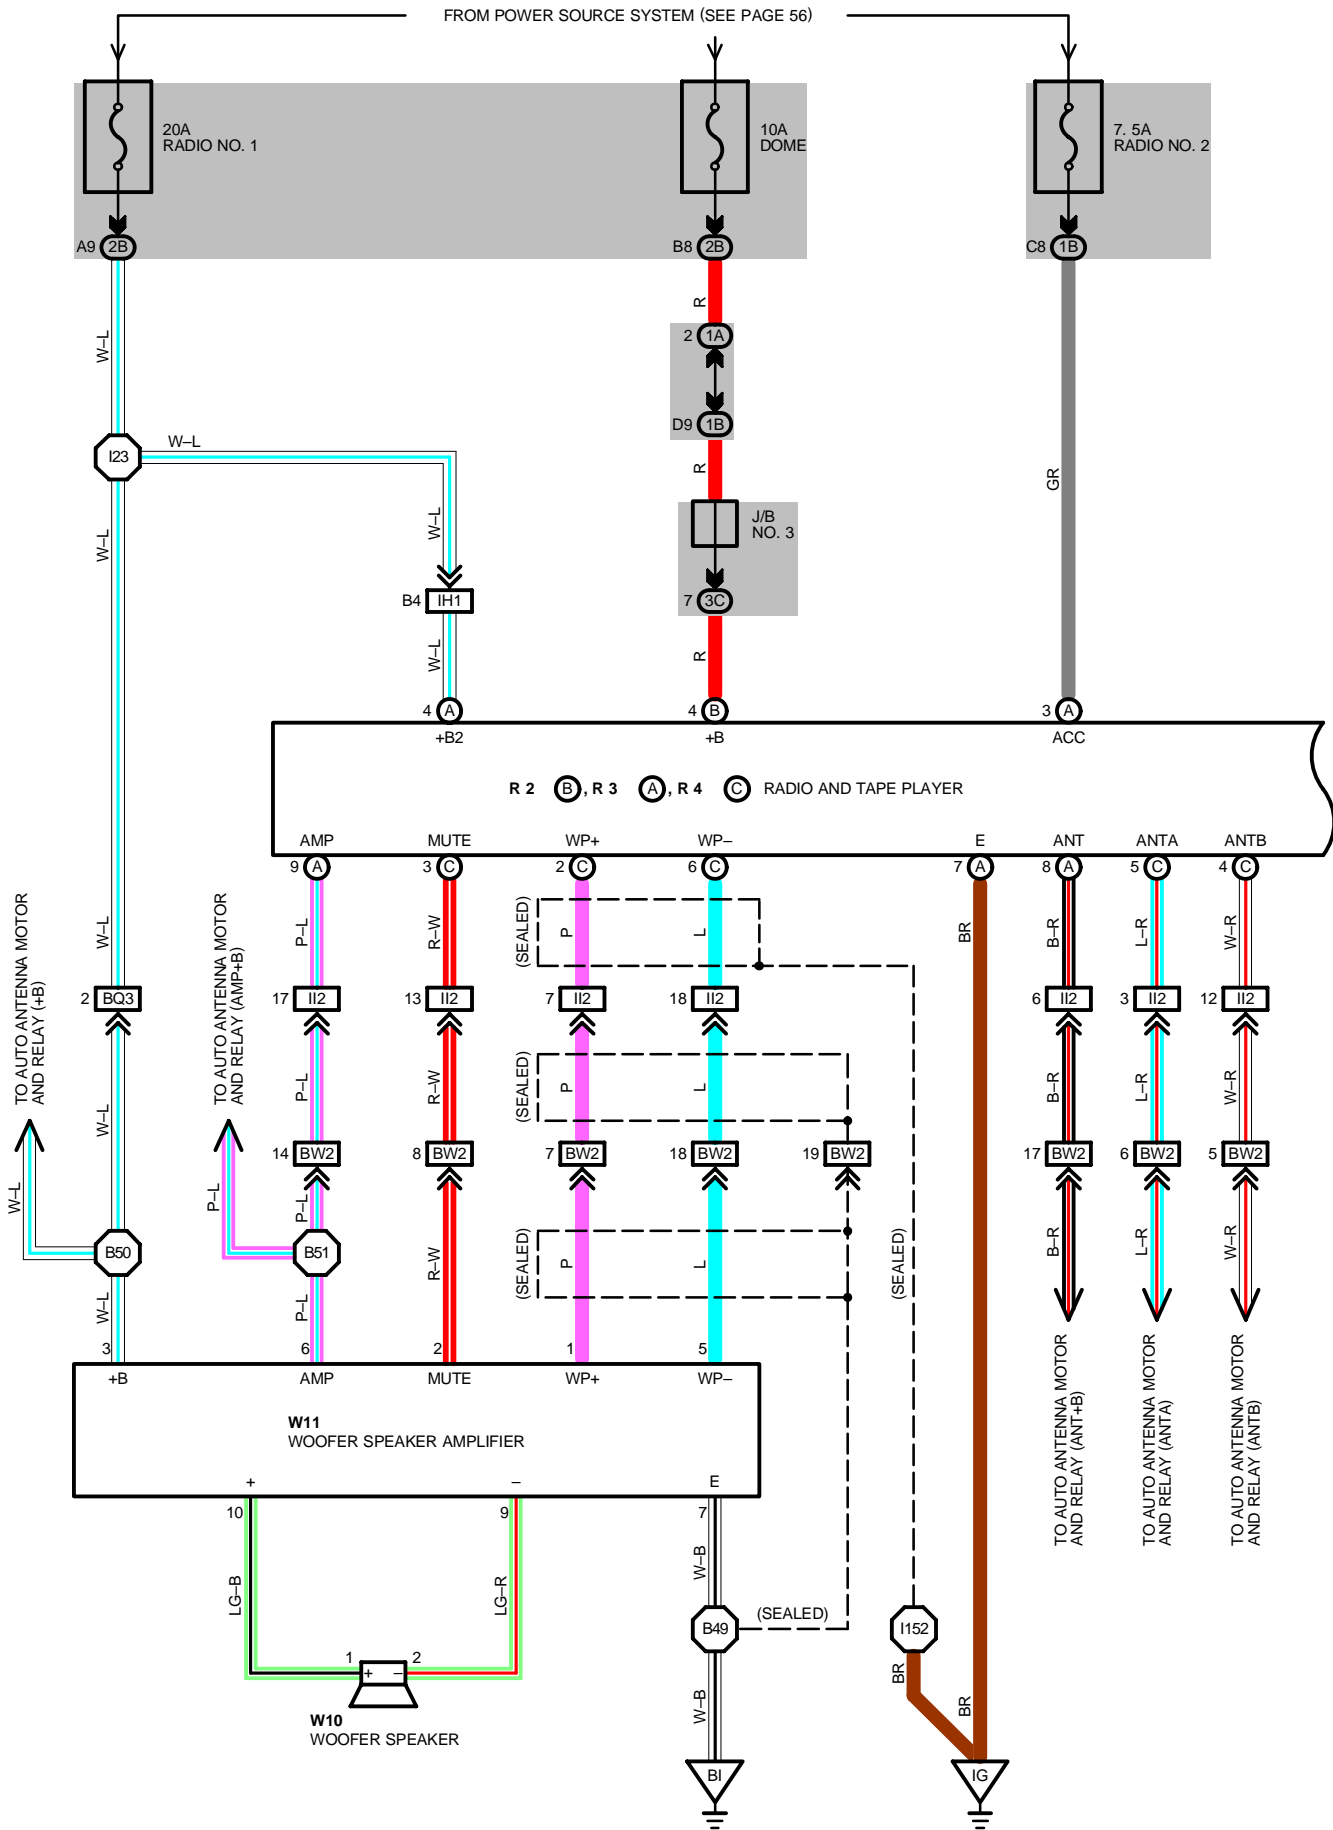 FROM POWER SOURCE SYSTEM (SEE PAGE 56)
20A
RADIO NO. 1
10A
DOME
7. 5A
RADIO NO. 2
A9 2B
B8 2B
C8 1B
R
W–L
2 1A
D9 1B
I23
W–L
R
GR
W–L
W–L
J/B
NO. 3
B4 IH1
7 3C
W–L
R
4 A
4 B
3 A
+B2
+B
ACC
R 2 B , R 3 A , R 4 C RADIO AND TAPE PLAYER
AMP
MUTE
WP+
WP–
E
ANT
ANTA
ANTB
9 A
3 C
2 C
6 C
7 A
8 A
5 C
4 C
TO AUTO ANTENNA MOTOR
AND RELAY (+B)
W–L
TO AUTO ANTENNA MOTOR
AND RELAY (AMP+B)
P–L
R–W
(SEALED)
P
L
BR
B–R
L–R
W–R
2 BQ3
17 II2
13 II2
7 II2
18 II2
6 II2
3 II2
12 II2
W–L
P–L
R–W
(SEALED)
P
L
B–R
L–R
W–R
14 BW2
8 BW2
7 BW2
18 BW2
19 BW2
17 BW2
6 BW2
5 BW2
W–L
P–L
P–L
R–W
(SEALED)
P
L
(SEALED)
B–R
L–R
W–R
B50
B51
W–L
P–L
3
6
2
1
5
+B
AMP
MUTE
WP+
WP–
W11
WOOFER SPEAKER AMPLIFIER
+
–
E
10
9
7
TO AUTO ANTENNA MOTOR
AND RELAY (ANT+B)
TO AUTO ANTENNA MOTOR
AND RELAY (ANTA)
TO AUTO ANTENNA MOTOR
AND RELAY (ANTB)
LG–B
LG–R
W–B
B49
(SEALED)
I152
1
+ –
2
W10
WOOFER SPEAKER
W–B
BR
BR
BI
IG